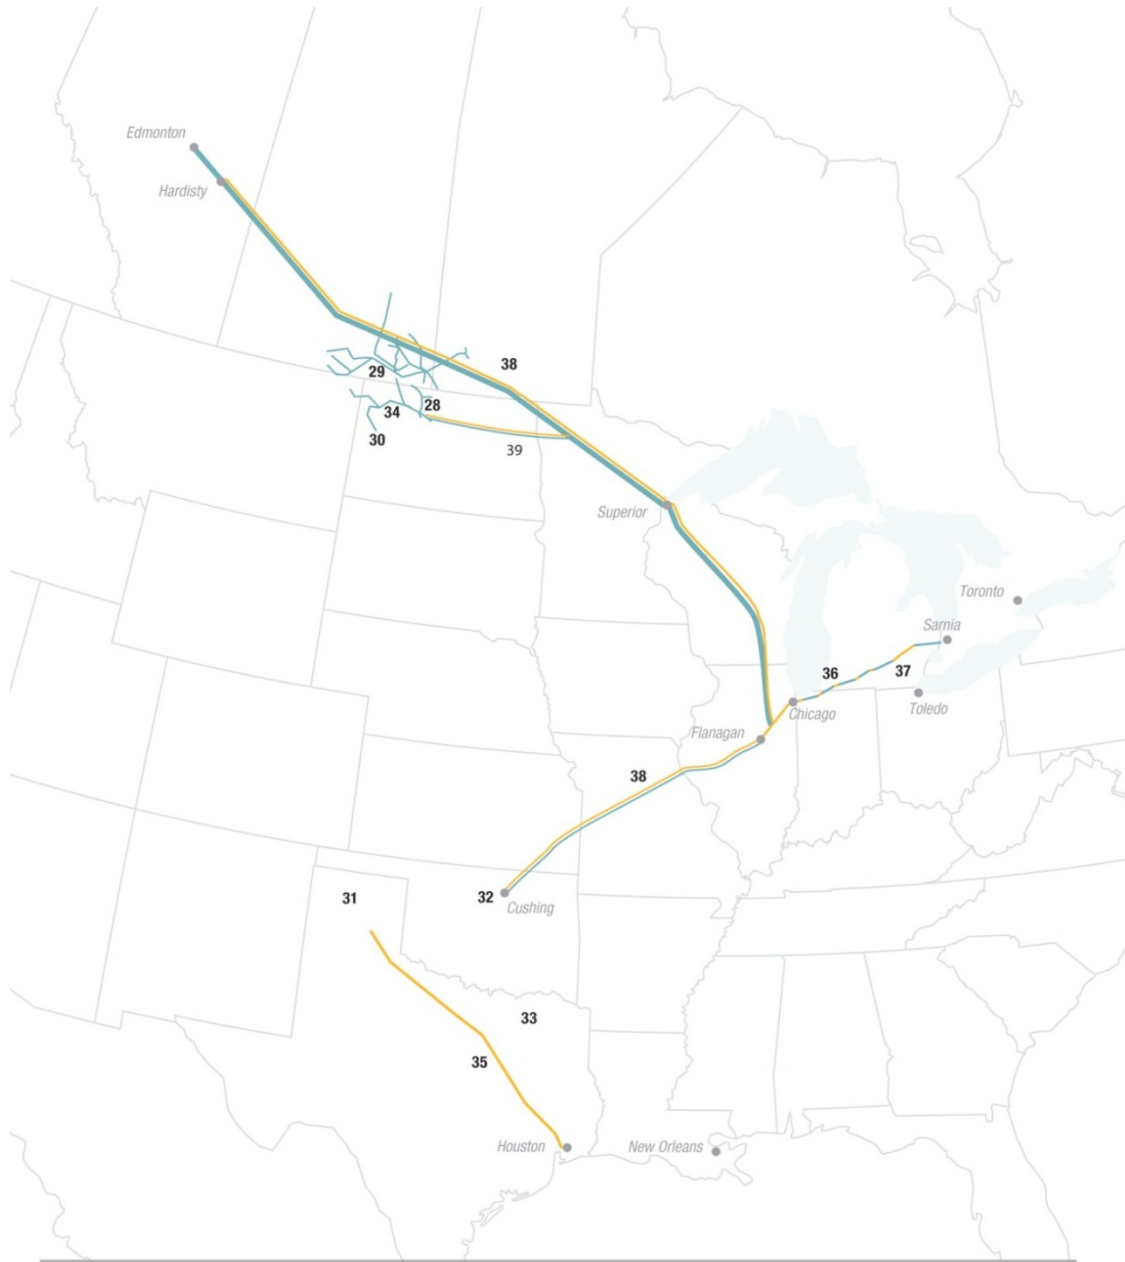 Edmonton
Hardisty
38
29
28
34
30
39
Superior
Toronto
Sarnia
36
37
Chicago
Toledo
Flanagan
38
31
32
Cushing
33
35
Houston
New Orleans